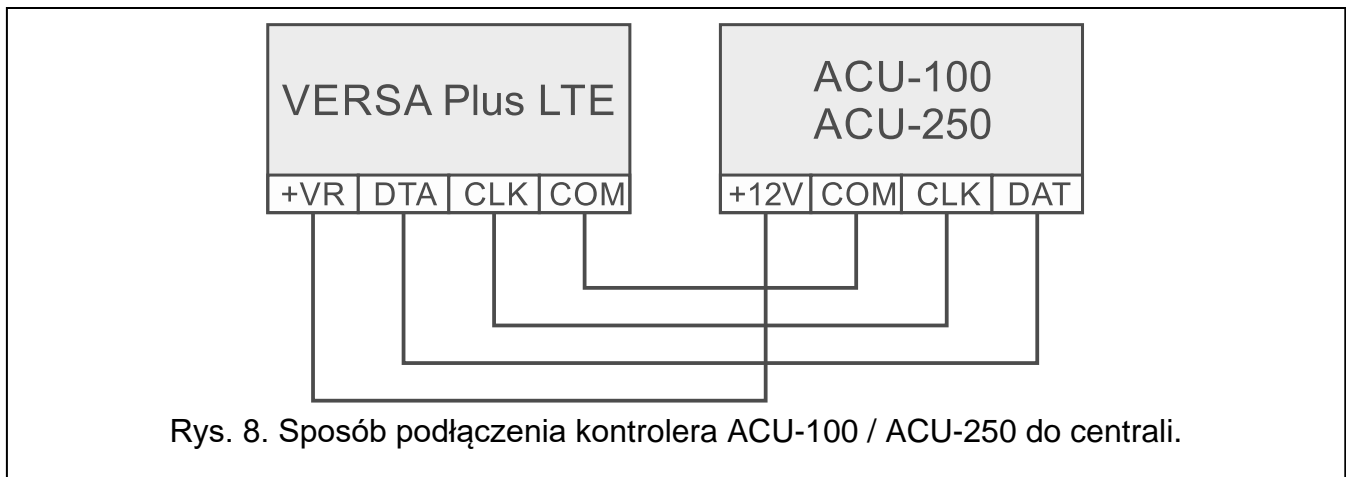 VERSA Plus LTE
+VR DTA CLK COM
ACU-100
ACU-250
+12V COM CLK DAT
Rys. 8. Sposób podłączenia kontrolera ACU-100 / ACU-250 do centrali.